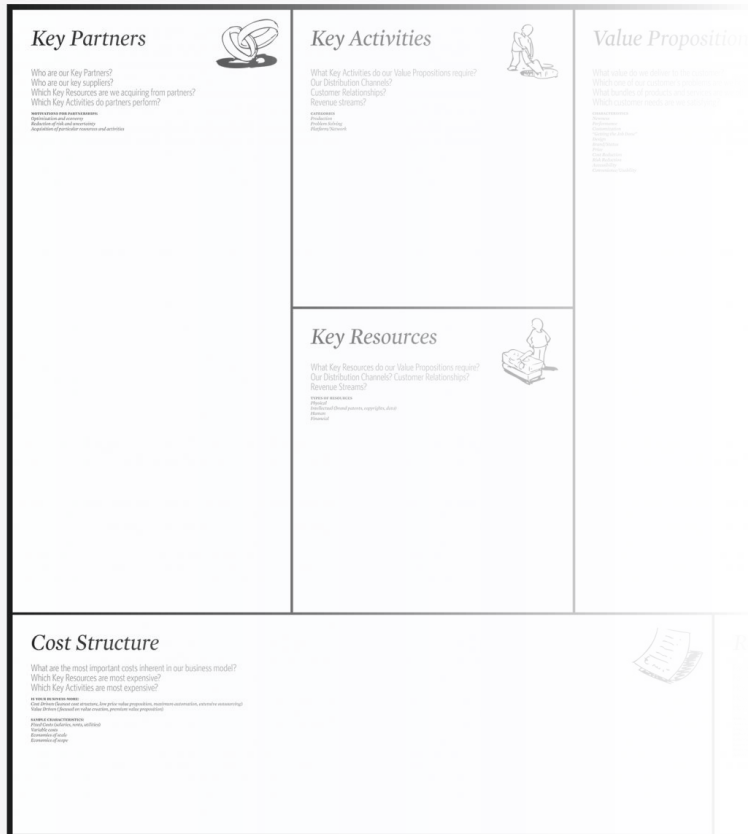 Key Partners
Who are our Key Partners?
Who are our key suppliers?
Which Key Resources are we acquiring from partners?
Which Key Activities do partners perform?
MOTIVATIONS FOR PARTNERSHIPS:
Optimization and economy
Reduction of risk and uncertainty
Acquisition of particular resources and activities
Key Activities
What Key Activities do our Value Propositions require?
Our Distribution Channels?
Customer Relationships?
Revenue streams?
CATEGORIES
Production
Problem Solving
Platform/Network
Key Resources
What Key Resources do our Value Propositions require?
Our Distribution Channels? Customer Relationships?
Revenue Streams?
TYPES OF RESOURCES
Physical
Intellectual (brand patents, copyrights, data)
Human
Financial
Value Proposition
Cost Structure
What are the most important costs inherent in our business model?
Which Key Resources are most expensive?
Which Key Activities are most expensive?
IS YOUR BUSINESS MORE:
Cost Driven (leanest cost structure, low price value proposition, maximum automation, extensive outsourcing)
Value Driven (focused on value creation, premium value proposition)
SAMPLE CHARACTERISTICS:
Fixed Costs (salaries, rents, utilities)
Variable costs
Economies of scale
Economies of scope